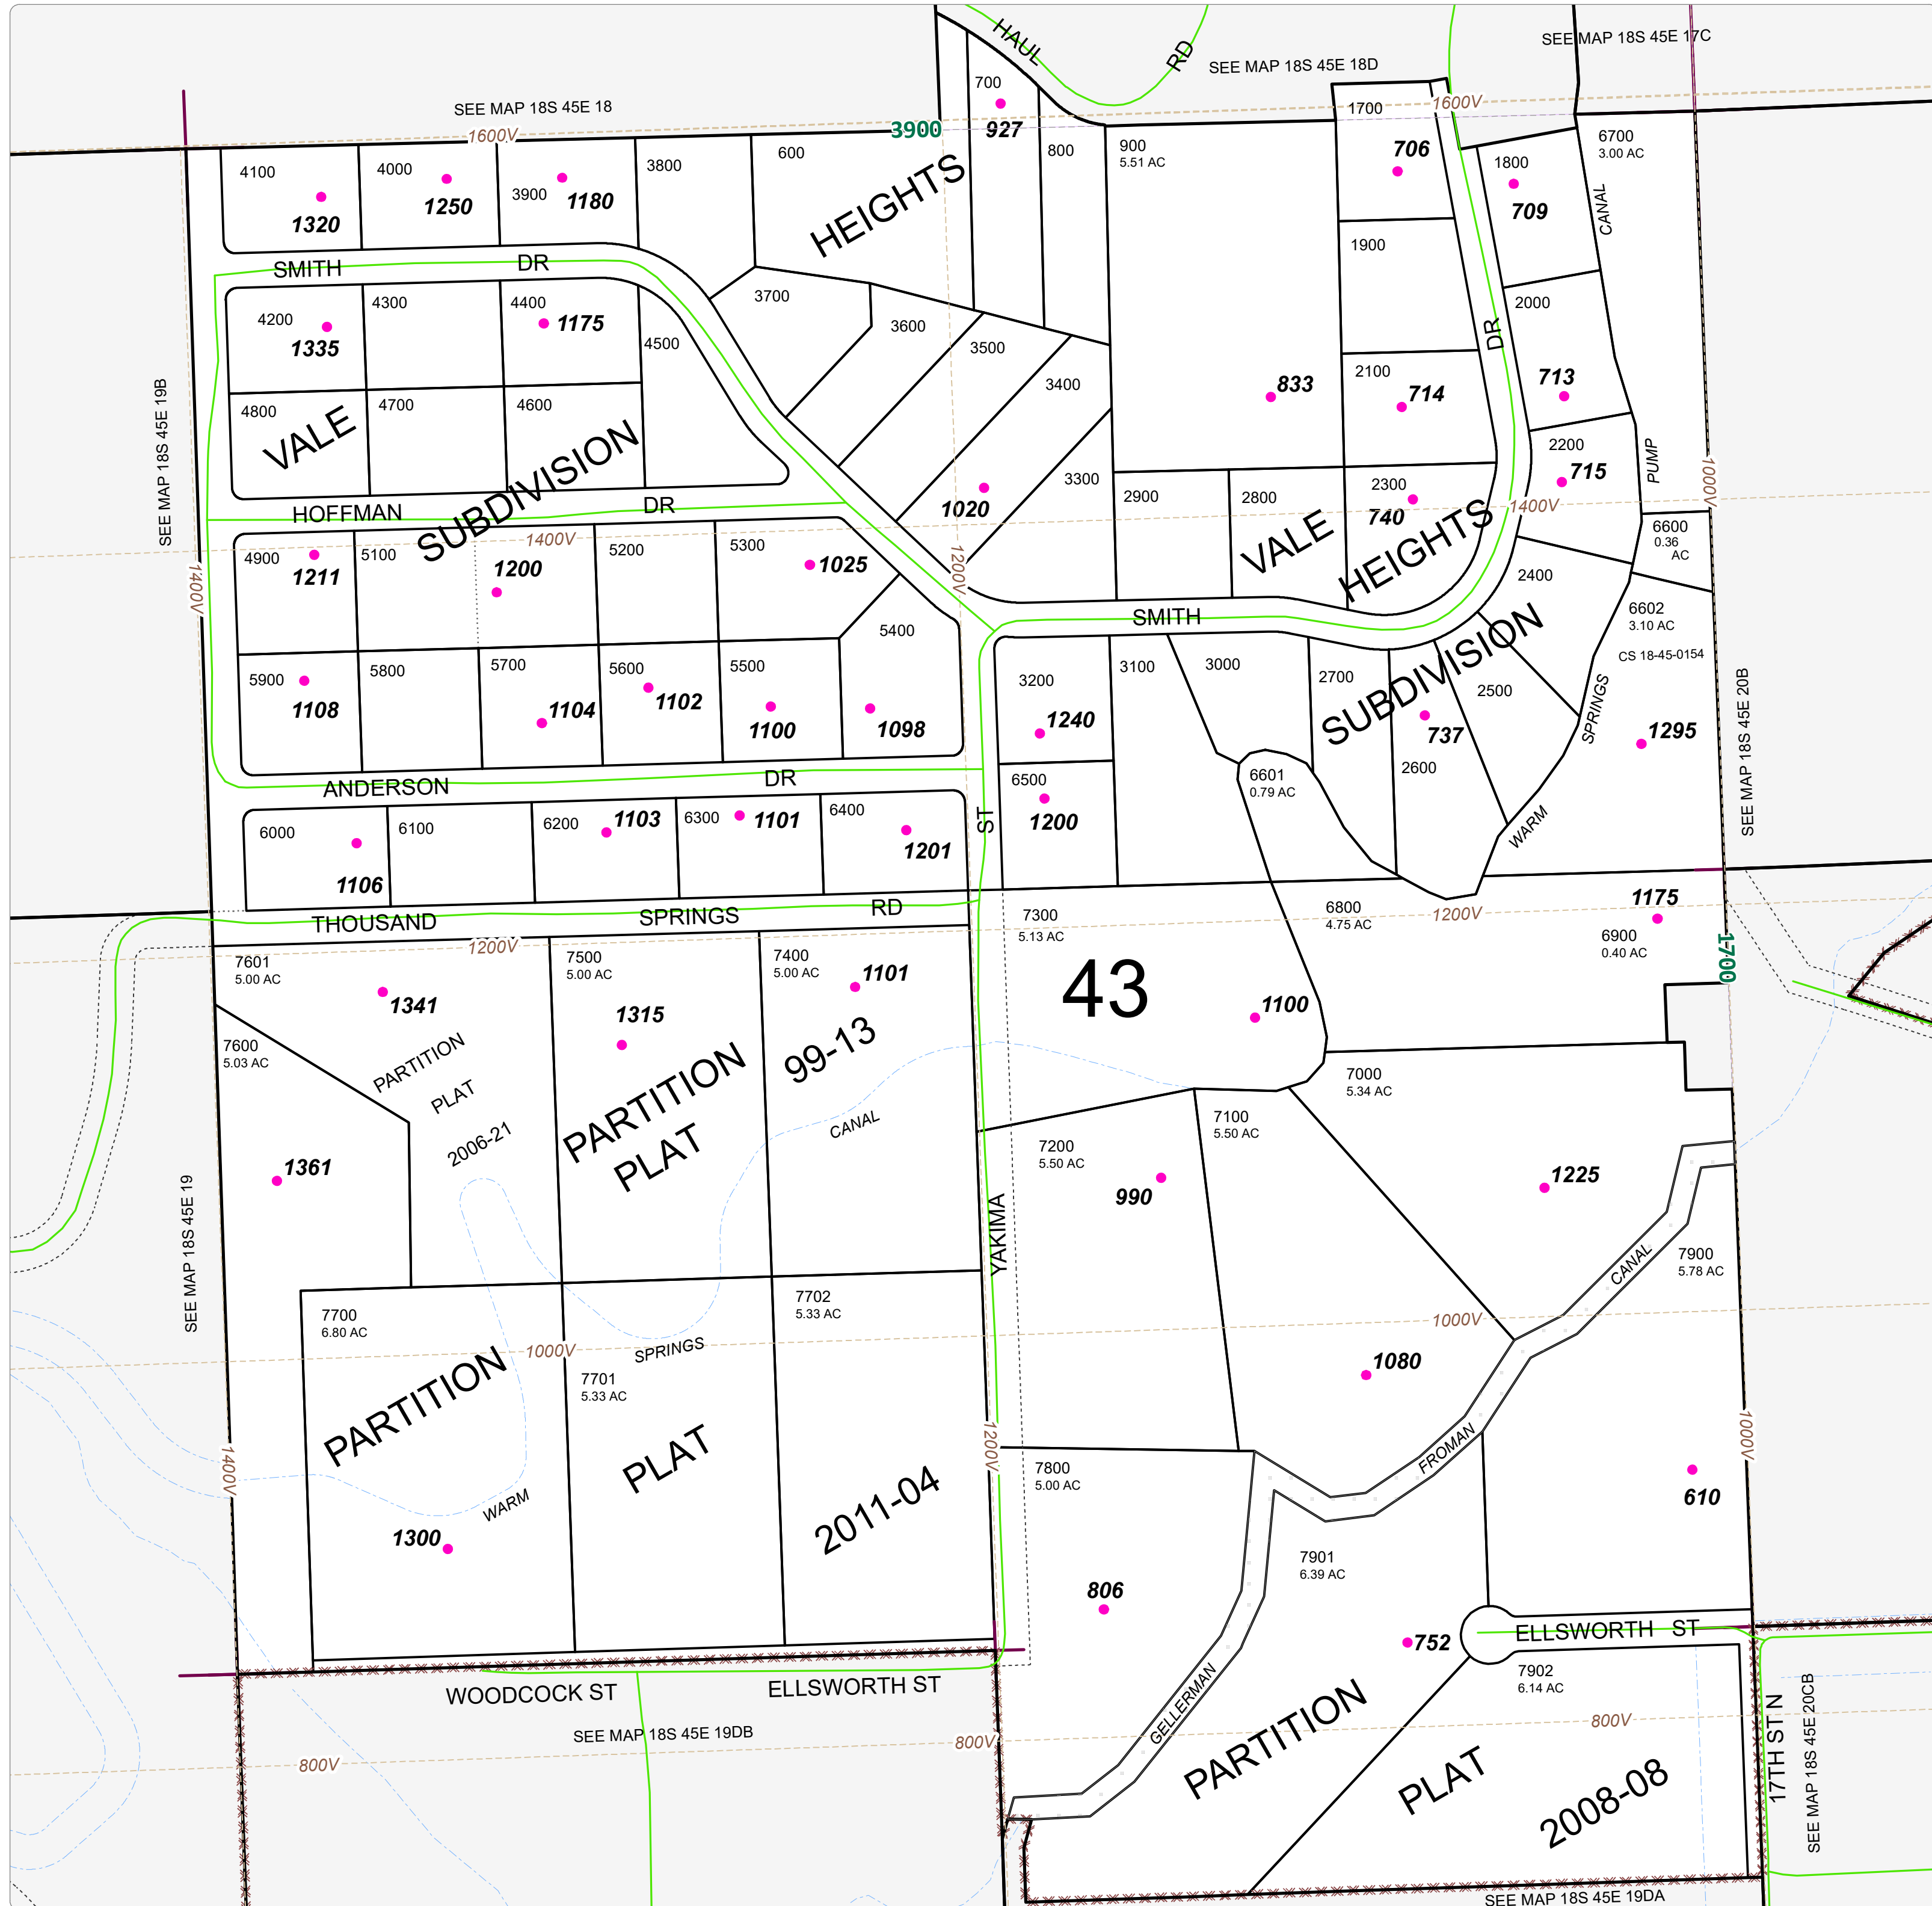 HAUL
RD
SEE MAP 18S 45E 17C
SEE MAP 18S 45E 18D
SEE MAP 18S 45E 18
1600V
3900
1600V
700
927
800
900
5.51 AC
1700
706
1800
709
6700
3.00 AC
CANAL
4100
1320
4000
1250
3900
1180
3800
600
HEIGHTS
1900
SMITH DR
3700
3600
3500
3400
3300
4200
1335
4300
4400
1175
4500
2000
713
DR
833
2100
714
SEE MAP 18S 45E 19B
4800
4700
4600
VALE
SUBDIVISION
2200
715
PUMP
1000V
1020
2900
2800
2300
740
1400V
VALE
HEIGHTS
SUBDIVISION
6600
0.36
AC
HOFFMAN DR
1400V
1400V
1200V
4900
1211
5100
1200
5200
5300
1025
5400
2400
6602
3.10 AC
CS 18-45-0154
SMITH
5900
1108
5800
5700
1104
5600
1102
5500
1100
1098
3200
1240
3100
3000
2700
2500
737
2600
SPRINGS
1295
SEE MAP 18S 45E 20B
ANDERSON DR
6500
1200
6601
0.79 AC
WARM
6000
1106
6100
6200
1103
6300
1101
6400
1201
ST
THOUSAND SPRINGS RD
1200V
1200V
7300
5.13 AC
6800
4.75 AC
1175
6900
0.40 AC
1700
7601
5.00 AC
1341
7500
5.00 AC
1315
7400
5.00 AC
1101
43
1100
7600
5.03 AC
PARTITION
PLAT
2006-21
PARTITION
PLAT
99-13
CANAL
7000
5.34 AC
7100
5.50 AC
7200
5.50 AC
990
1225
1361
SEE MAP 18S 45E 19
YAKIMA
CANAL
7900
5.78 AC
7700
6.80 AC
7702
5.33 AC
1000V
SPRINGS
1000V
7701
5.33 AC
1080
PARTITION
PLAT
2011-04
1400V
WARM
1300
1200V
FROMAN
1000V
7800
5.00 AC
610
7901
6.39 AC
806
752
ELLSWORTH ST
7902
6.14 AC
WOODCOCK ST
ELLSWORTH ST
SEE MAP 18S 45E 19DB
GELLERMAN
PARTITION
PLAT
2008-08
800V
800V
800V
17TH ST N
SEE MAP 18S 45E 20CB
SEE MAP 18S 45E 19DA